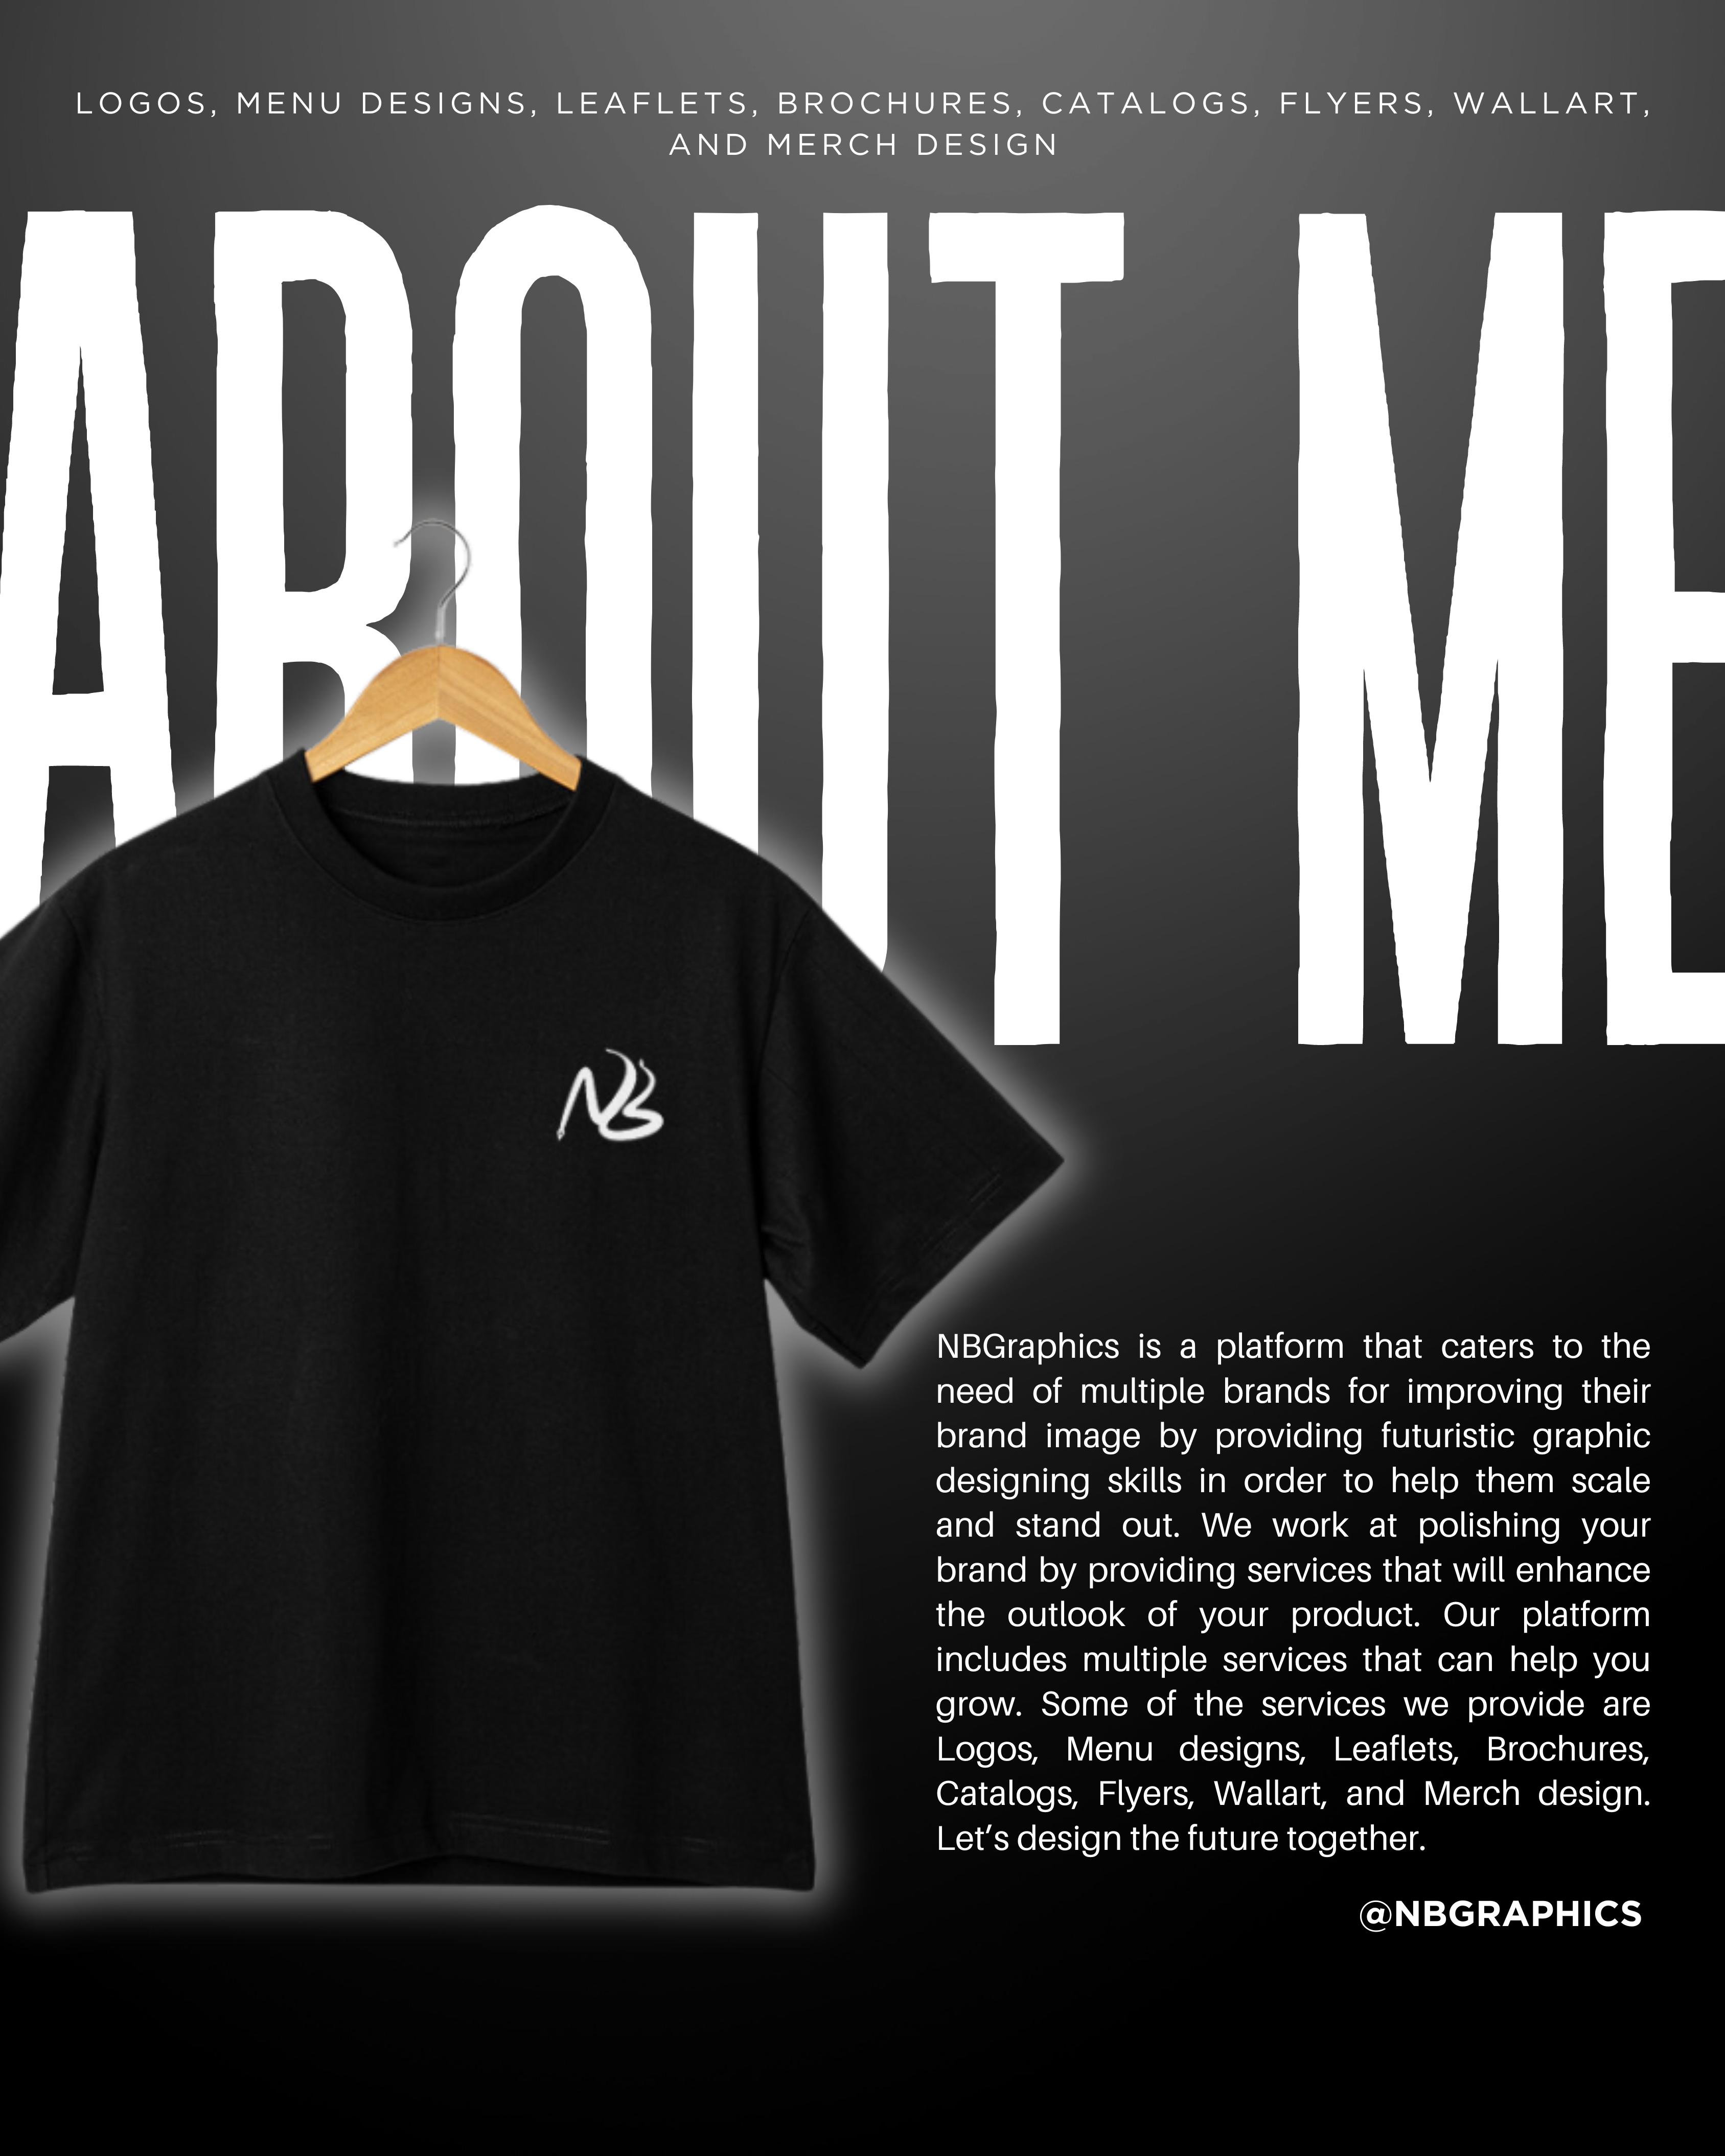 LOGOS, MENU DESIGNS, LEAFLETS, BROCHURES, CATALOGS, FLYERS, WALLART,
AND MERCH DESIGN
ABOUT ME
NB
NBGraphics is a platform that caters to the
need of multiple brands for improving their
brand image by providing futuristic graphic
designing skills in order to help them scale
and stand out. We work at polishing your
brand by providing services that will enhance
the outlook of your product. Our platform
includes multiple services that can help you
grow. Some of the services we provide are
Logos, Menu designs, Leaflets, Brochures,
Catalogs, Flyers, Wallart, and Merch design.
Let’s design the future together.
@NBGRAPHICS